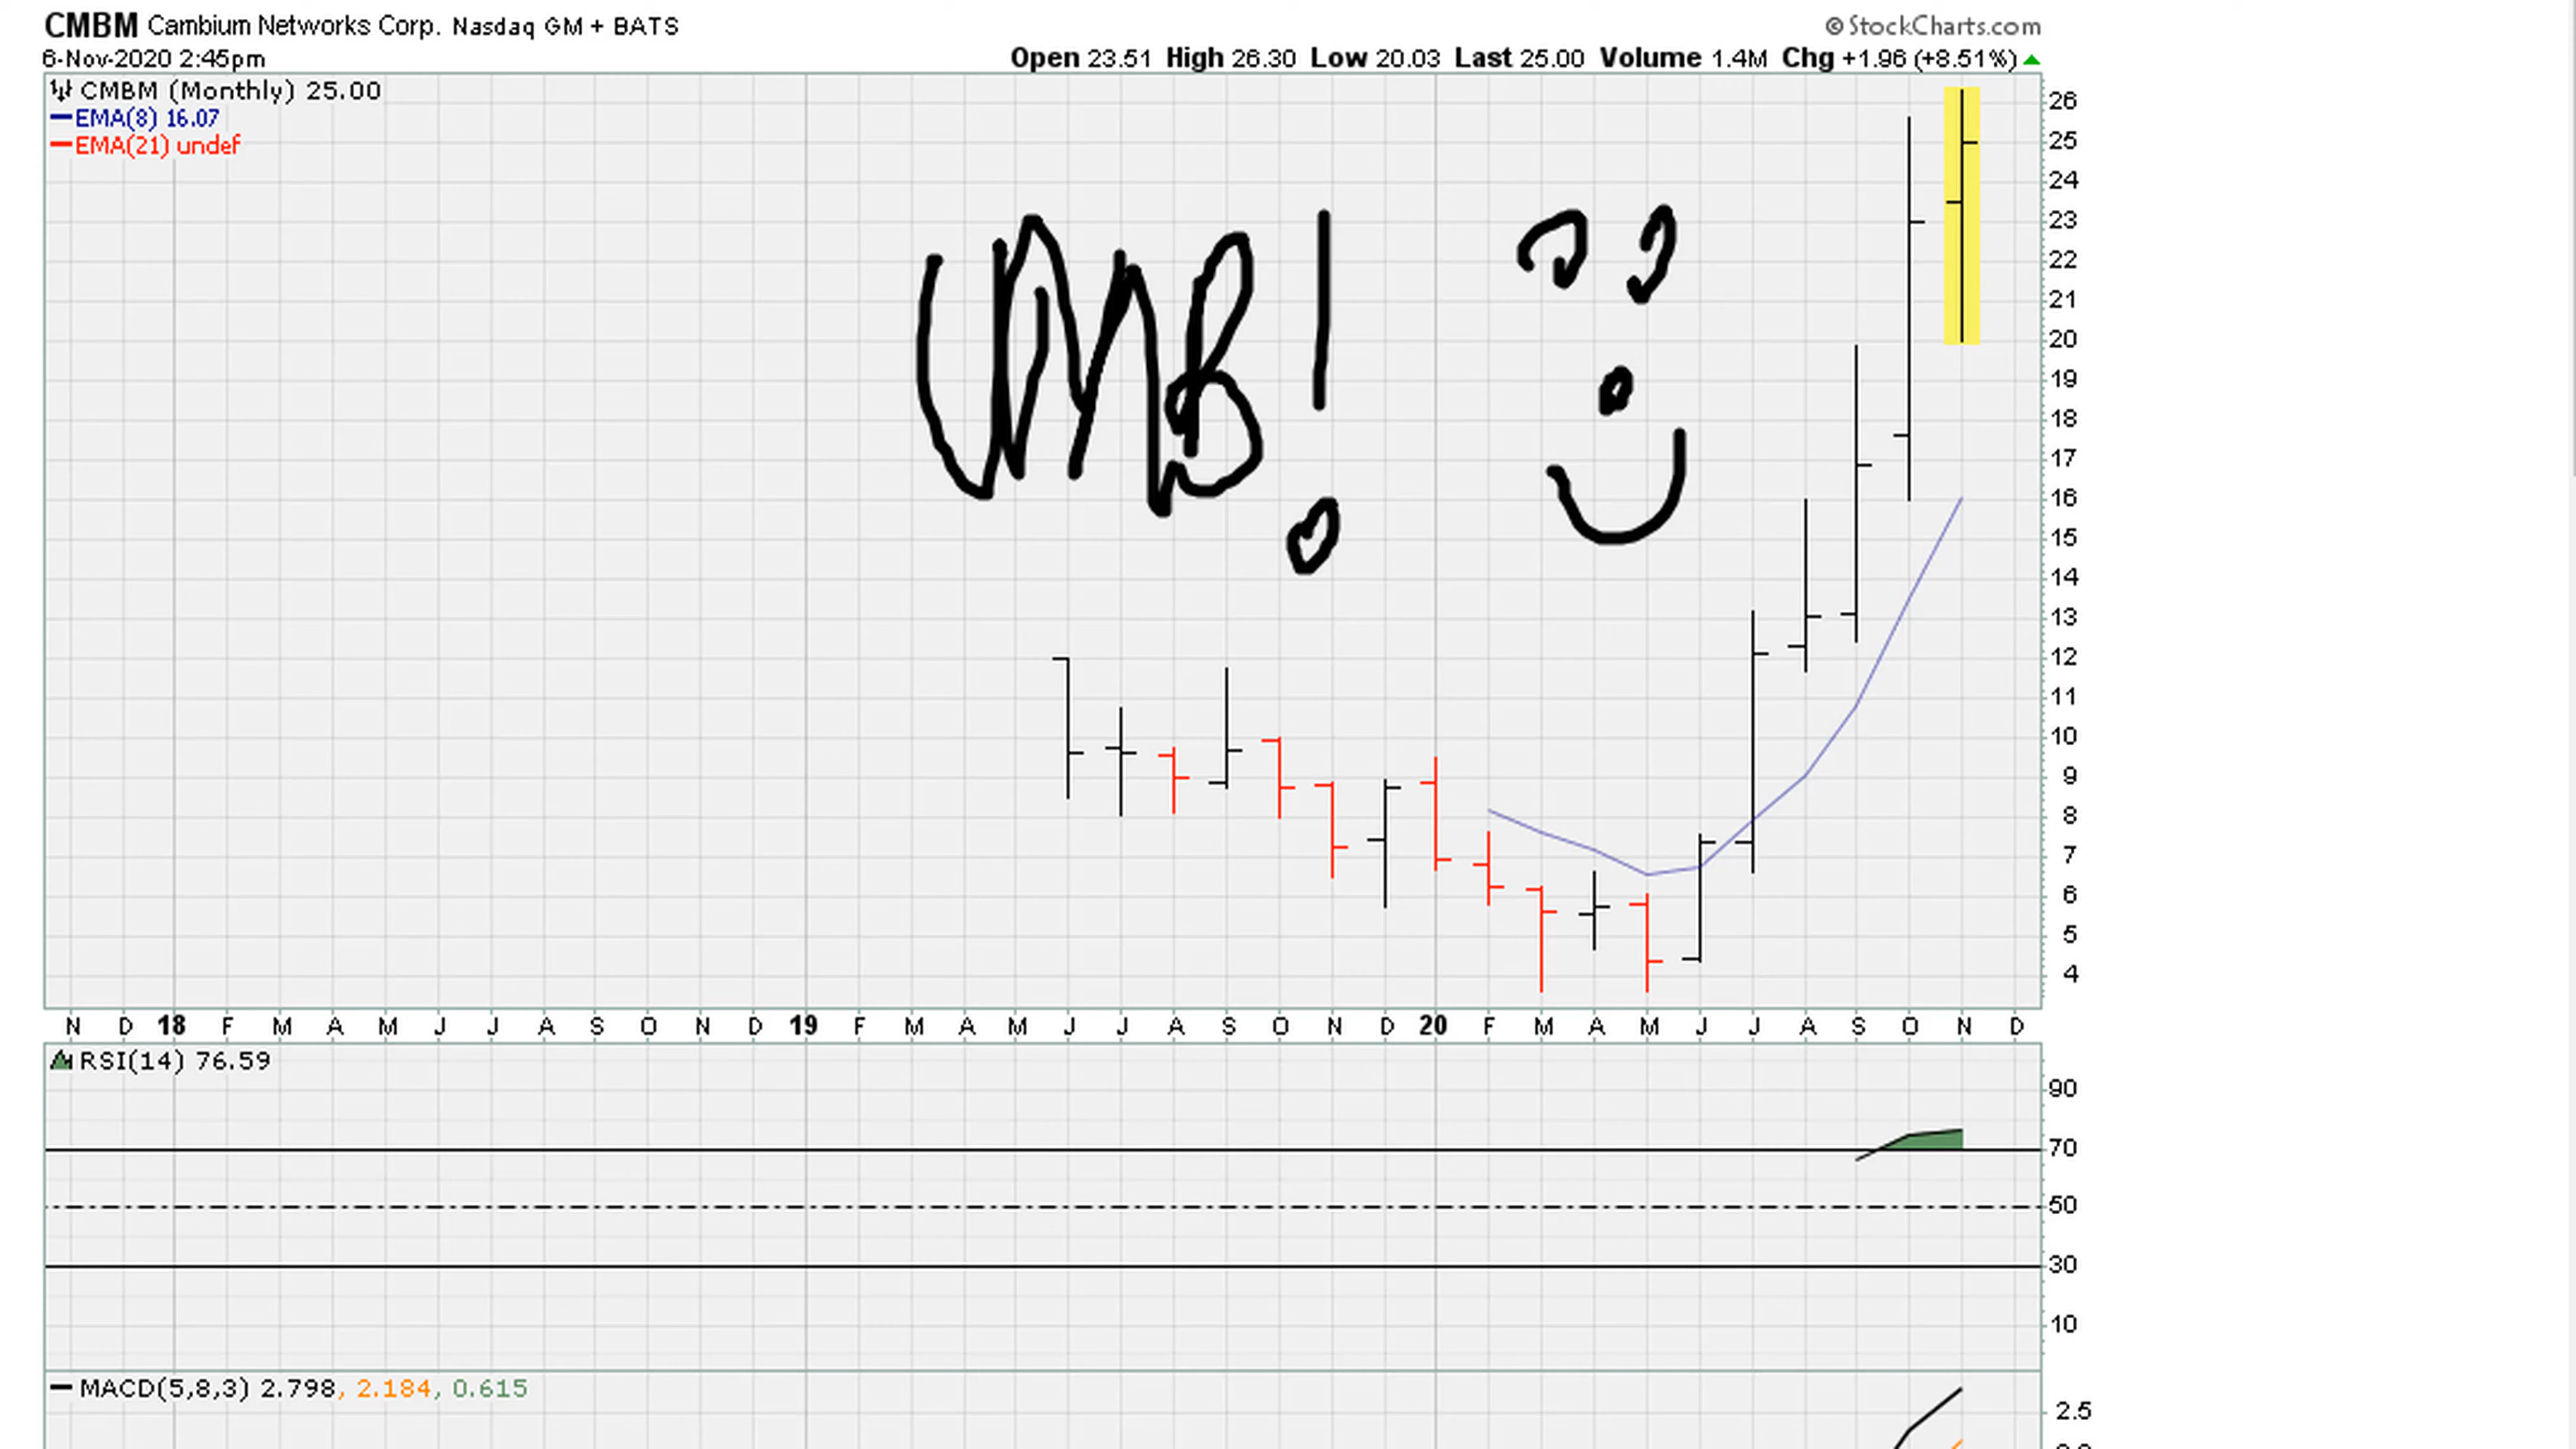 CMBM Cambium Networks Corp. Nasdaq GM + BATS
© StockCharts.com
6-Nov-2020 2:45pm
Open 23.51 High 26.30 Low 20.03 Last 25.00 Volume 1.4M Chg +1.96 (+8.51%)
CMBM (Monthly) 25.00
EMA(8) 16.07
EMA(21) undef
26
25
24
23
22
21
20
19
18
17
16
15
14
13
12
11
10
9
8
7
6
5
4
N D 18 F M A M J J A S O N D 19 F M A M J J A S O N D 20 F M A M J J A S O N D
RSI(14) 76.59
90
70
50
30
10
MACD(5,8,3) 2.798, 2.184, 0.615
2.5